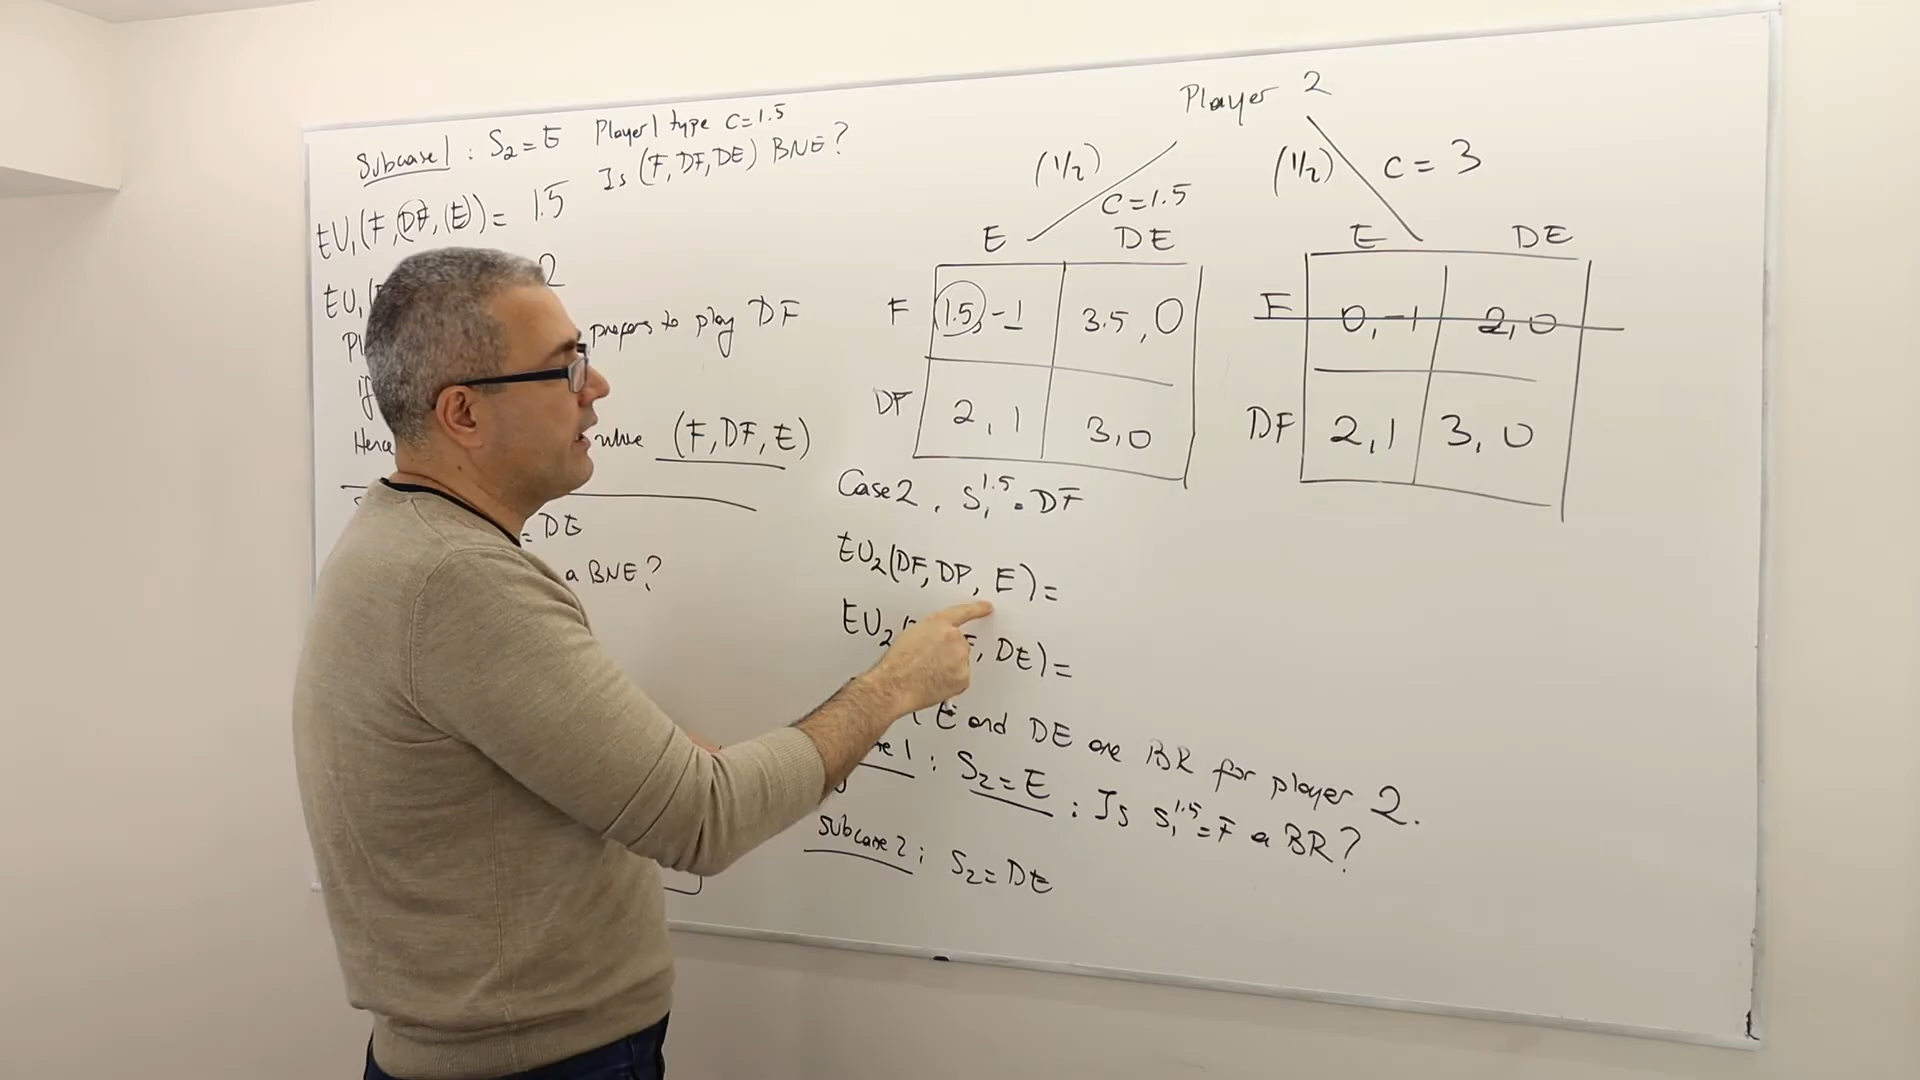 Subcase 1 : S₂ = E Player 1 type C=1.5
Is (F, DF, DE) BNE?
EU₁(F, DF, (E)) = 1.5
EU₁( 2
prefers to play DF
if
Hence where (F, DF, E)
= DE
a BNE?
Player 2
(1/2) C=1.5
(1/2) C = 3
E DE
F 1.5, -1 3.5, 0
DF 2, 1 3, 0
E DE
F 0, -1 2, 0
DF 2, 1 3, 0
Case 2 . S₁^1.5 = DF
EU₂(DF, DF, E) =
EU₂( F, DE) =
E and DE are BR for player 2.
1 : S₂ = E : Is S₁^1.5 = F a BR?
Subcase 2 : S₂ = DE